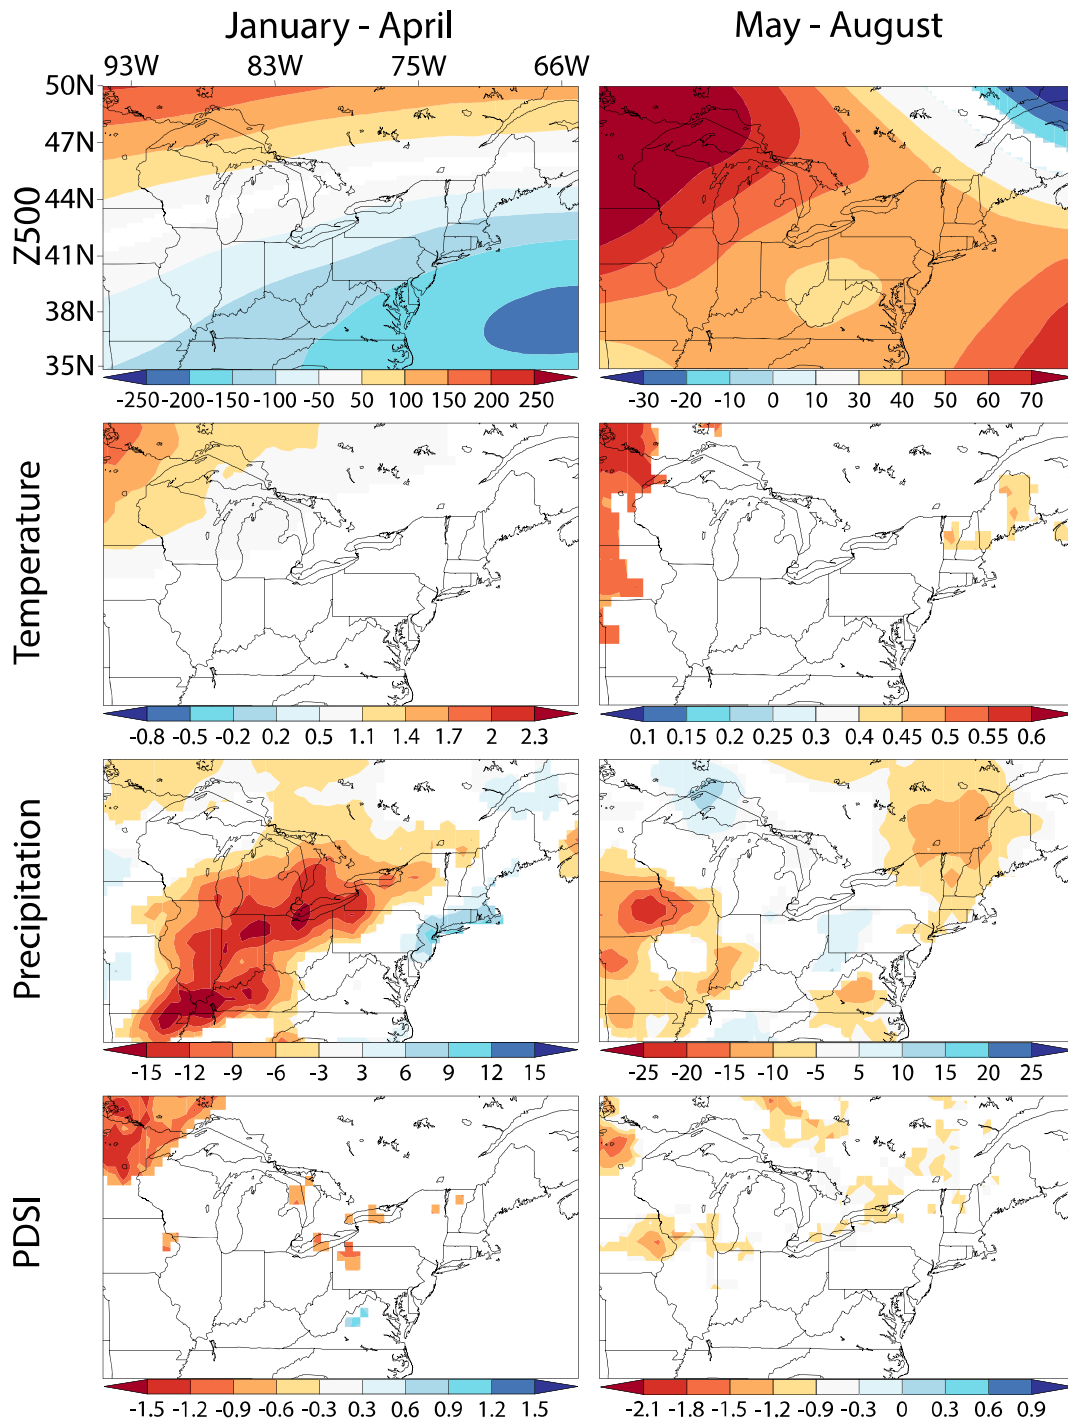 January - April
May - August
93W 83W 75W 66W
50N
47N
44N
41N
38N
35N
Z500
-250 -200 -150 -100 -50 50 100 150 200 250
-30 -20 -10 0 10 30 40 50 60 70
Temperature
-0.8 -0.5 -0.2 0.2 0.5 1.1 1.4 1.7 2 2.3
0.1 0.15 0.2 0.25 0.3 0.4 0.45 0.5 0.55 0.6
Precipitation
-15 -12 -9 -6 -3 3 6 9 12 15
-25 -20 -15 -10 -5 5 10 15 20 25
PDSI
-1.5 -1.2 -0.9 -0.6 -0.3 0.3 0.6 0.9 1.2 1.5
-2.1 -1.8 -1.5 -1.2 -0.9 -0.3 0 0.3 0.6 0.9